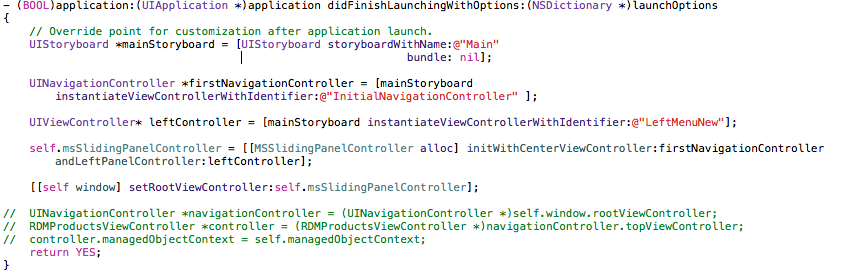 - (BOOL)application:(UIApplication *)application didFinishLaunchingWithOptions:(NSDictionary *)launchOptions
{
    // Override point for customization after application launch.
    UIStoryboard *mainStoryboard = [UIStoryboard storyboardWithName:@"Main"
                                                             bundle: nil];

    UINavigationController *firstNavigationController = [mainStoryboard
        instantiateViewControllerWithIdentifier:@"InitialNavigationController" ];

    UIViewController* leftController = [mainStoryboard instantiateViewControllerWithIdentifier:@"LeftMenuNew"];

    self.msSlidingPanelController = [[MSSlidingPanelController alloc] initWithCenterViewController:firstNavigationController
        andLeftPanelController:leftController];

    [[self window] setRootViewController:self.msSlidingPanelController];

//  UINavigationController *navigationController = (UINavigationController *)self.window.rootViewController;
//  RDMProductsViewController *controller = (RDMProductsViewController *)navigationController.topViewController;
//  controller.managedObjectContext = self.managedObjectContext;
    return YES;
}